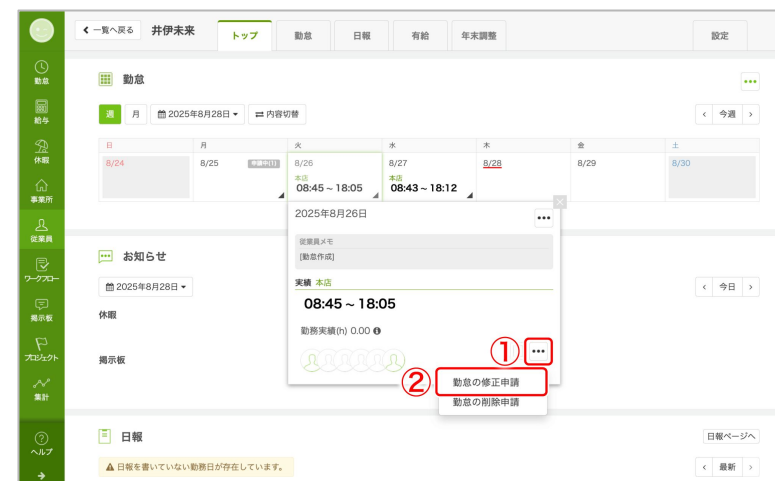 一覧へ戻る 井伊未来 トップ 勤怠 日報 有給 年末調整 設定
勤怠
給与
休暇
事業所
従業員
ワークフロー
掲示板
プロジェクト
集計
ヘルプ
勤怠
週 月 2025年8月28日 内容切替 今週
日 月 火 水 木 金 土
8/24 8/25 申請中(1) 8/26 8/27 8/28 8/29 8/30
本店 本店
08:45 ~ 18:05 08:43 ~ 18:12
2025年8月26日
従業員メモ
[勤怠作成]
実績 本店
08:45 ~ 18:05
勤務実績(h) 0.00
①
② 勤怠の修正申請
勤怠の削除申請
お知らせ
2025年8月28日 今日
休暇
掲示板
日報 日報ページへ
日報を書いていない勤務日が存在しています。 最新